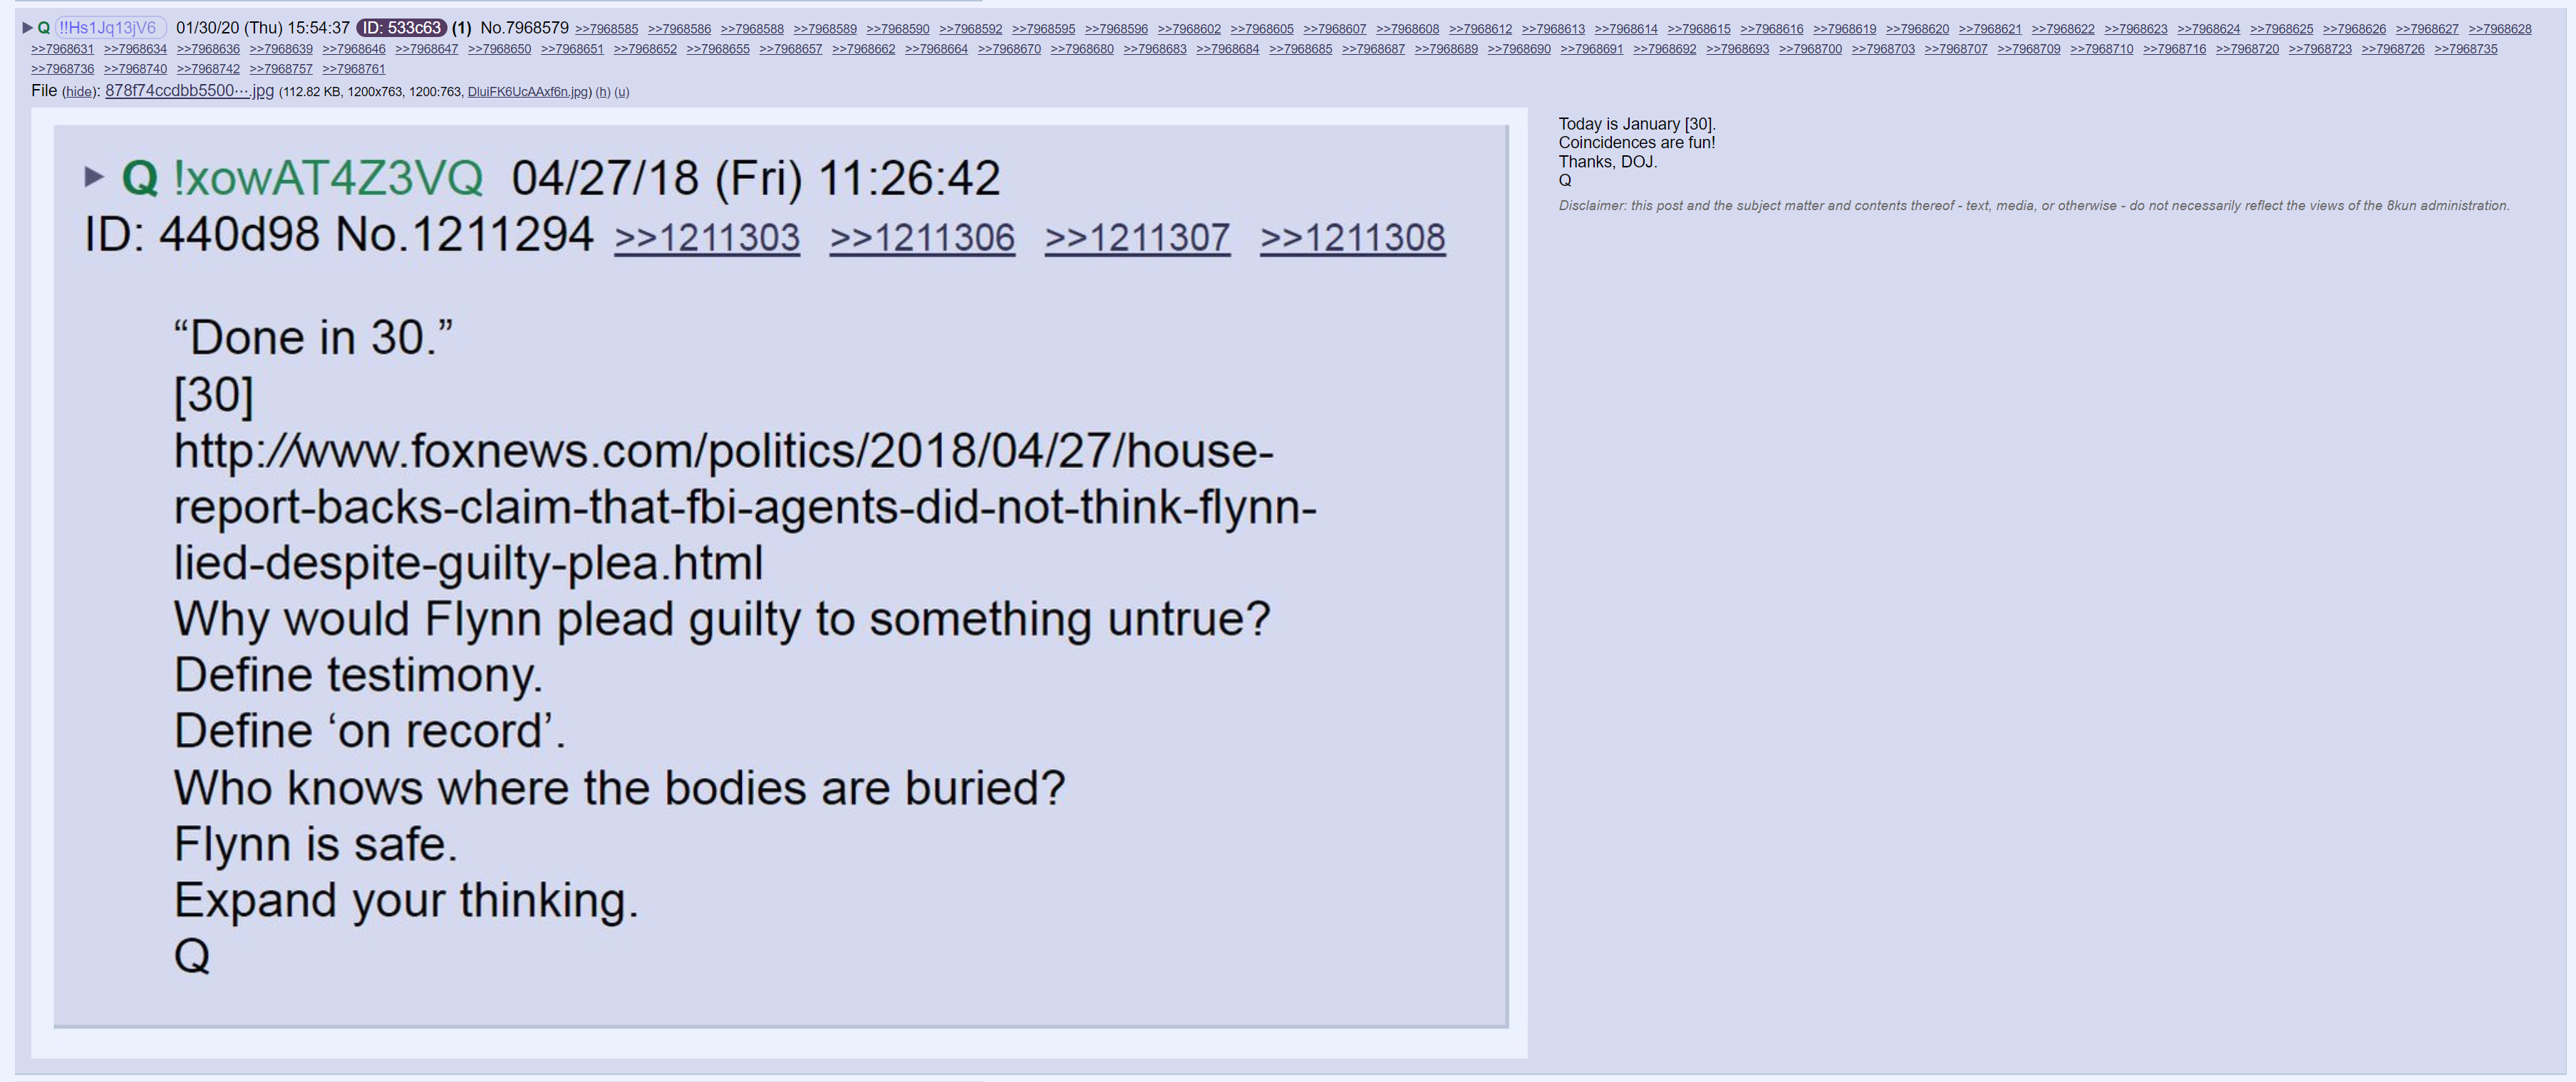 ▶ Q !!Hs1Jq13jV6 01/30/20 (Thu) 15:54:37 ID: 533c63 (1) No.7968579 >>7968585 >>7968586 >>7968588 >>7968589 >>7968590 >>7968592 >>7968595 >>7968596 >>7968602 >>7968605 >>7968607 >>7968608 >>7968612 >>7968613 >>7968614 >>7968615 >>7968616 >>7968619 >>7968620 >>7968621 >>7968622 >>7968623 >>7968624 >>7968625 >>7968626 >>7968627 >>7968628
>>7968631 >>7968634 >>7968636 >>7968639 >>7968646 >>7968647 >>7968650 >>7968651 >>7968652 >>7968655 >>7968657 >>7968662 >>7968664 >>7968670 >>7968680 >>7968683 >>7968684 >>7968685 >>7968687 >>7968689 >>7968690 >>7968691 >>7968692 >>7968693 >>7968700 >>7968703 >>7968707 >>7968709 >>7968710 >>7968716 >>7968720 >>7968723 >>7968726 >>7968735
>>7968736 >>7968740 >>7968742 >>7968757 >>7968761
File (hide): 878f74ccdbb5500⋯.jpg (112.82 KB, 1200x763, 1200:763, DluiFK6UcAAxf6n.jpg) (h) (u)
▶ Q !xowAT4Z3VQ 04/27/18 (Fri) 11:26:42
ID: 440d98 No.1211294 >>1211303 >>1211306 >>1211307 >>1211308
“Done in 30.”
[30]
http://www.foxnews.com/politics/2018/04/27/house-
report-backs-claim-that-fbi-agents-did-not-think-flynn-
lied-despite-guilty-plea.html
Why would Flynn plead guilty to something untrue?
Define testimony.
Define ‘on record’.
Who knows where the bodies are buried?
Flynn is safe.
Expand your thinking.
Q
Today is January [30].
Coincidences are fun!
Thanks, DOJ.
Q
Disclaimer: this post and the subject matter and contents thereof - text, media, or otherwise - do not necessarily reflect the views of the 8kun administration.